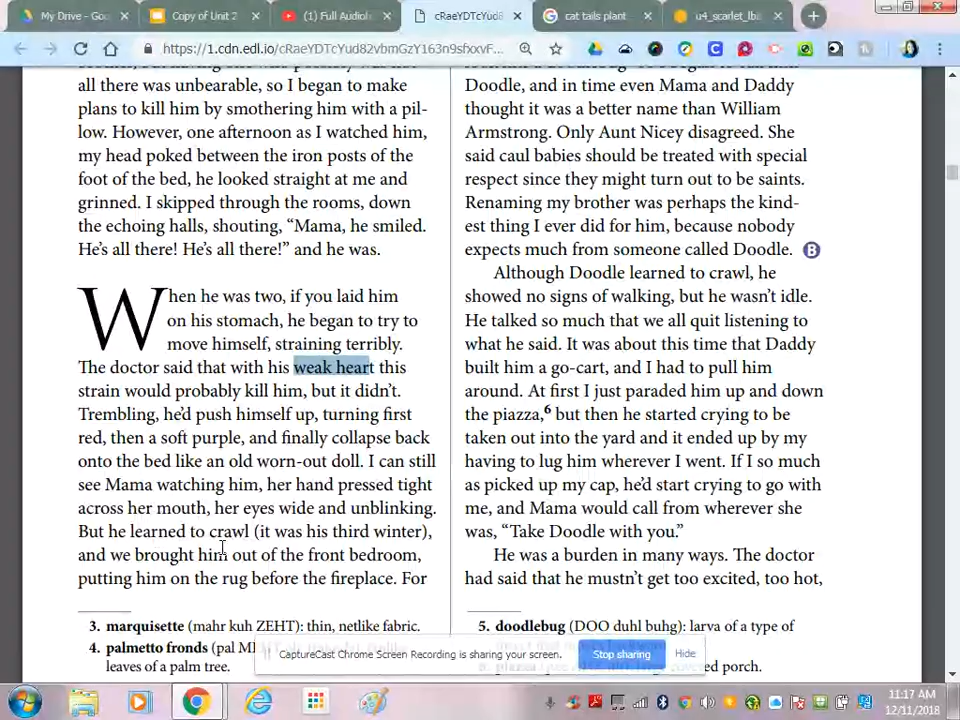 My Drive - Goo
Copy of Unit 2
(1) Full Audiol
cRaeYDTcYud8
cat tails plant
u4_scarlet_lba
https://1.cdn.edl.io/cRaeYDTcYud82vbmGzY163n9sfxxvF...
all there was unbearable, so I began to make
plans to kill him by smothering him with a pil-
low. However, one afternoon as I watched him,
my head poked between the iron posts of the
foot of the bed, he looked straight at me and
grinned. I skipped through the rooms, down
the echoing halls, shouting, “Mama, he smiled.
He’s all there! He’s all there!” and he was.
When he was two, if you laid him
on his stomach, he began to try to
move himself, straining terribly.
The doctor said that with his weak heart this
strain would probably kill him, but it didn’t.
Trembling, he’d push himself up, turning first
red, then a soft purple, and finally collapse back
onto the bed like an old worn-out doll. I can still
see Mama watching him, her hand pressed tight
across her mouth, her eyes wide and unblinking.
But he learned to crawl (it was his third winter),
and we brought him out of the front bedroom,
putting him on the rug before the fireplace. For
3. marquisette (mahr kuh ZEHT): thin, netlike fabric.
4. palmetto fronds (pal M
leaves of a palm tree.
Doodle, and in time even Mama and Daddy
thought it was a better name than William
Armstrong. Only Aunt Nicey disagreed. She
said caul babies should be treated with special
respect since they might turn out to be saints.
Renaming my brother was perhaps the kind-
est thing I ever did for him, because nobody
expects much from someone called Doodle. B
Although Doodle learned to crawl, he
showed no signs of walking, but he wasn’t idle.
He talked so much that we all quit listening to
what he said. It was about this time that Daddy
built him a go-cart, and I had to pull him
around. At first I just paraded him up and down
the piazza,6 but then he started crying to be
taken out into the yard and it ended up by my
having to lug him wherever I went. If I so much
as picked up my cap, he’d start crying to go with
me, and Mama would call from wherever she
was, “Take Doodle with you.”
He was a burden in many ways. The doctor
had said that he mustn’t get too excited, too hot,
5. doodlebug (DOO duhl buhg): larva of a type of
porch.
CaptureCast Chrome Screen Recording is sharing your screen.
Stop sharing
Hide
11:17 AM
12/11/2018